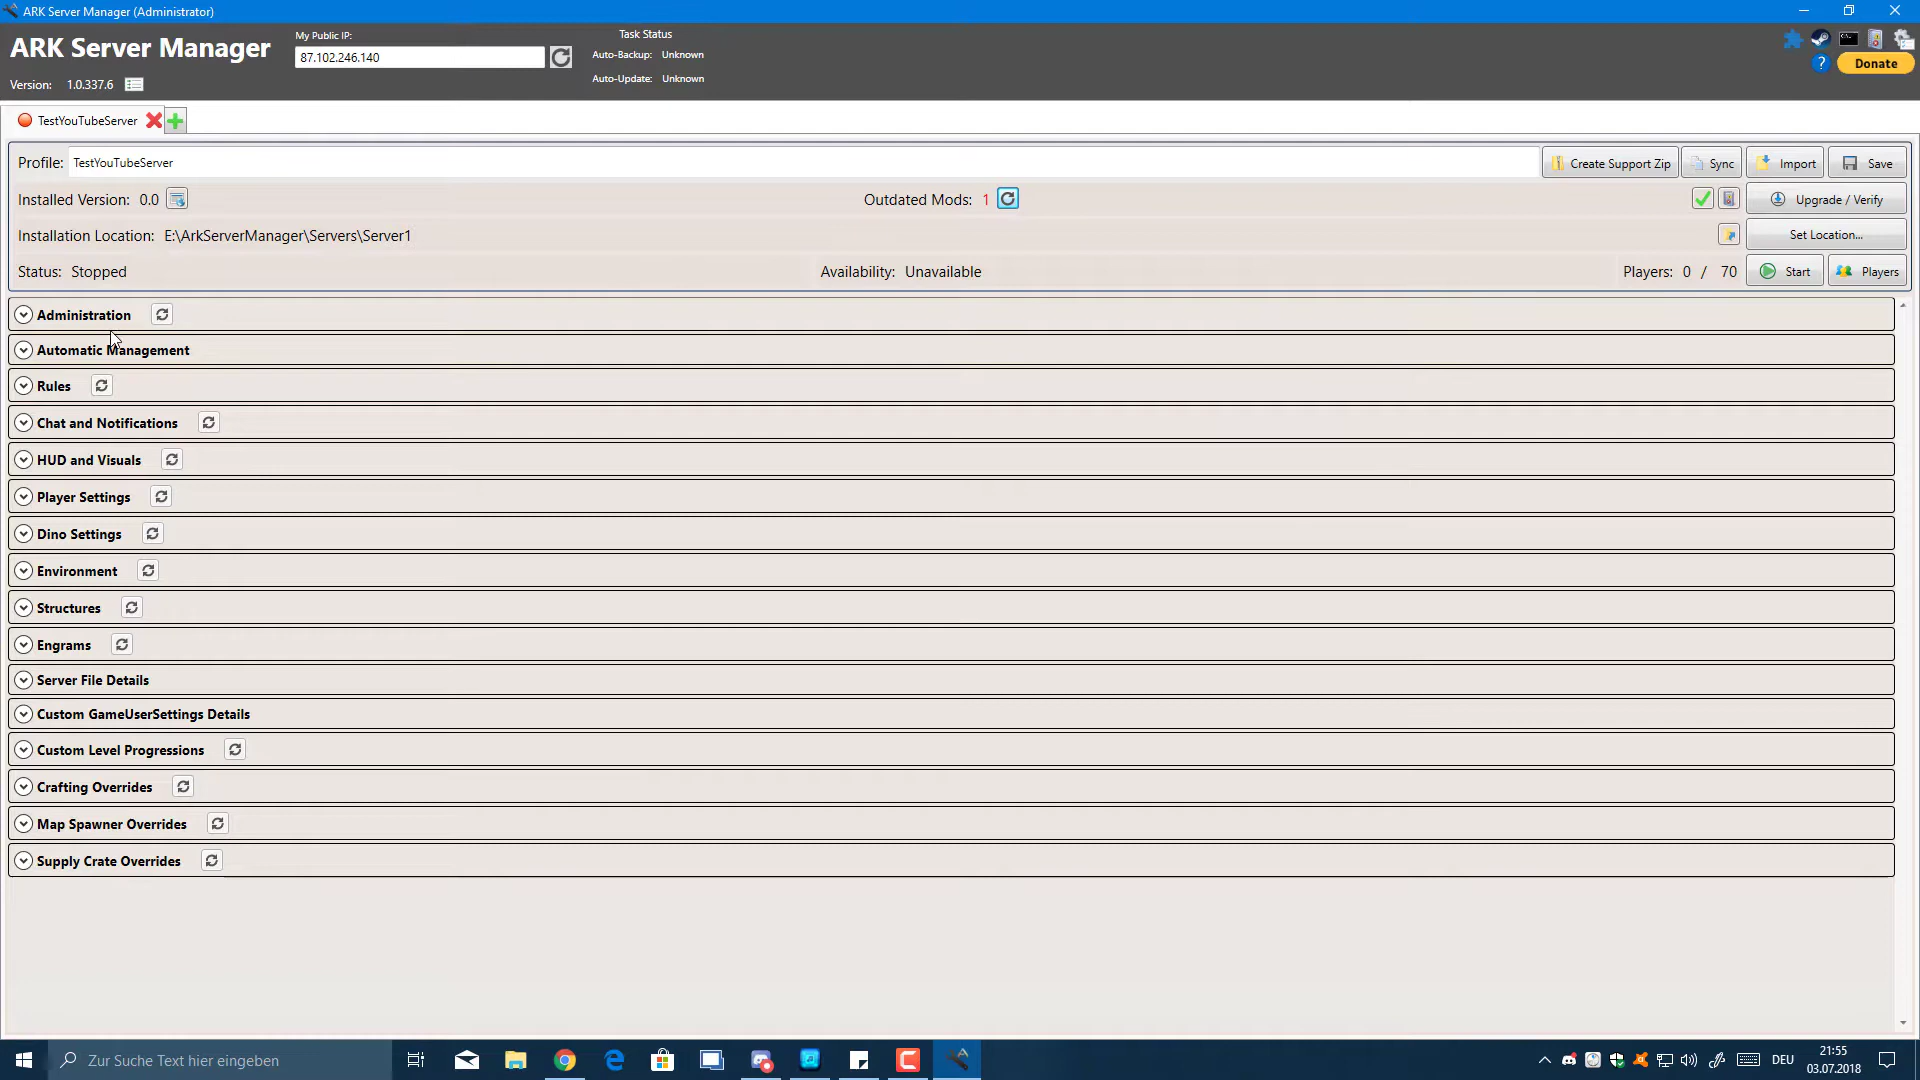 ARK Server Manager (Administrator)
ARK Server Manager
My Public IP:
87.102.246.140
Task Status
Auto-Backup: Unknown
Auto-Update: Unknown
Version: 1.0.337.6
? Donate
TestYouTubeServer
Profile: TestYouTubeServer
Create Support Zip Sync Import Save
Installed Version: 0.0
Outdated Mods: 1
Upgrade / Verify
Installation Location: E:\ArkServerManager\Servers\Server1
Set Location...
Status: Stopped
Availability: Unavailable
Players: 0 / 70
Start Players
Administration
Automatic Management
Rules
Chat and Notifications
HUD and Visuals
Player Settings
Dino Settings
Environment
Structures
Engrams
Server File Details
Custom GameUserSettings Details
Custom Level Progressions
Crafting Overrides
Map Spawner Overrides
Supply Crate Overrides
Zur Suche Text hier eingeben
DEU
21:55
03.07.2018